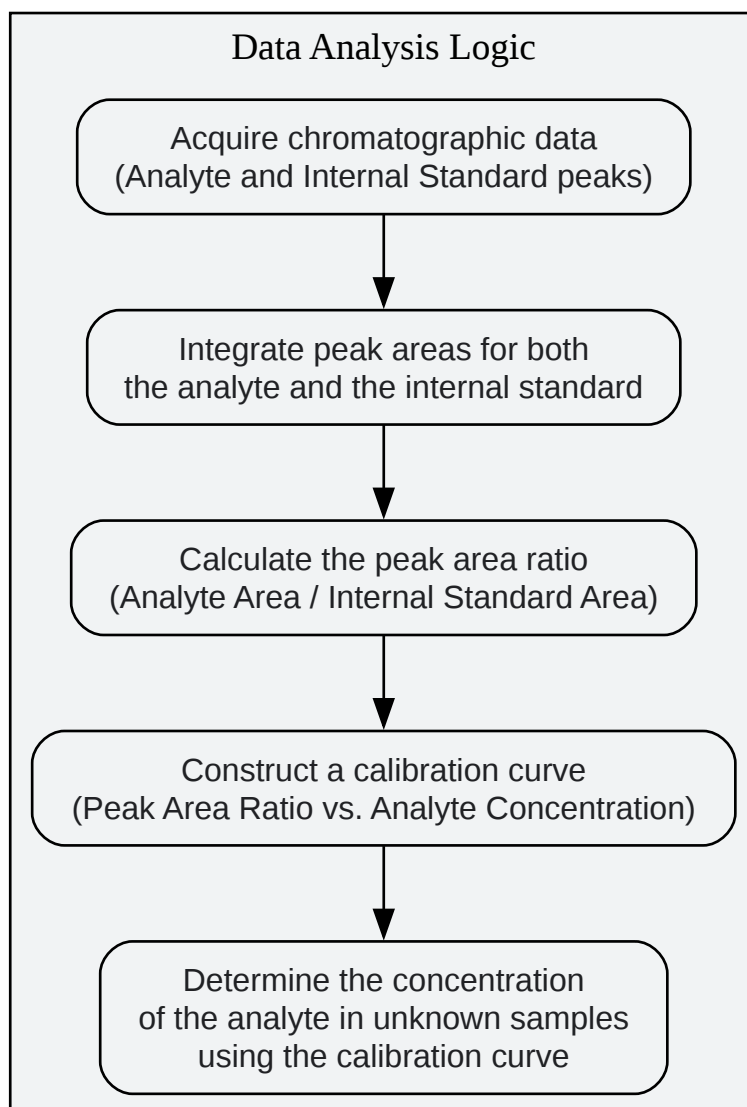 Data Analysis Logic
Acquire chromatographic data
(Analyte and Internal Standard peaks)
Integrate peak areas for both
the analyte and the internal standard
Calculate the peak area ratio
(Analyte Area / Internal Standard Area)
Construct a calibration curve
(Peak Area Ratio vs. Analyte Concentration)
Determine the concentration
of the analyte in unknown samples
using the calibration curve